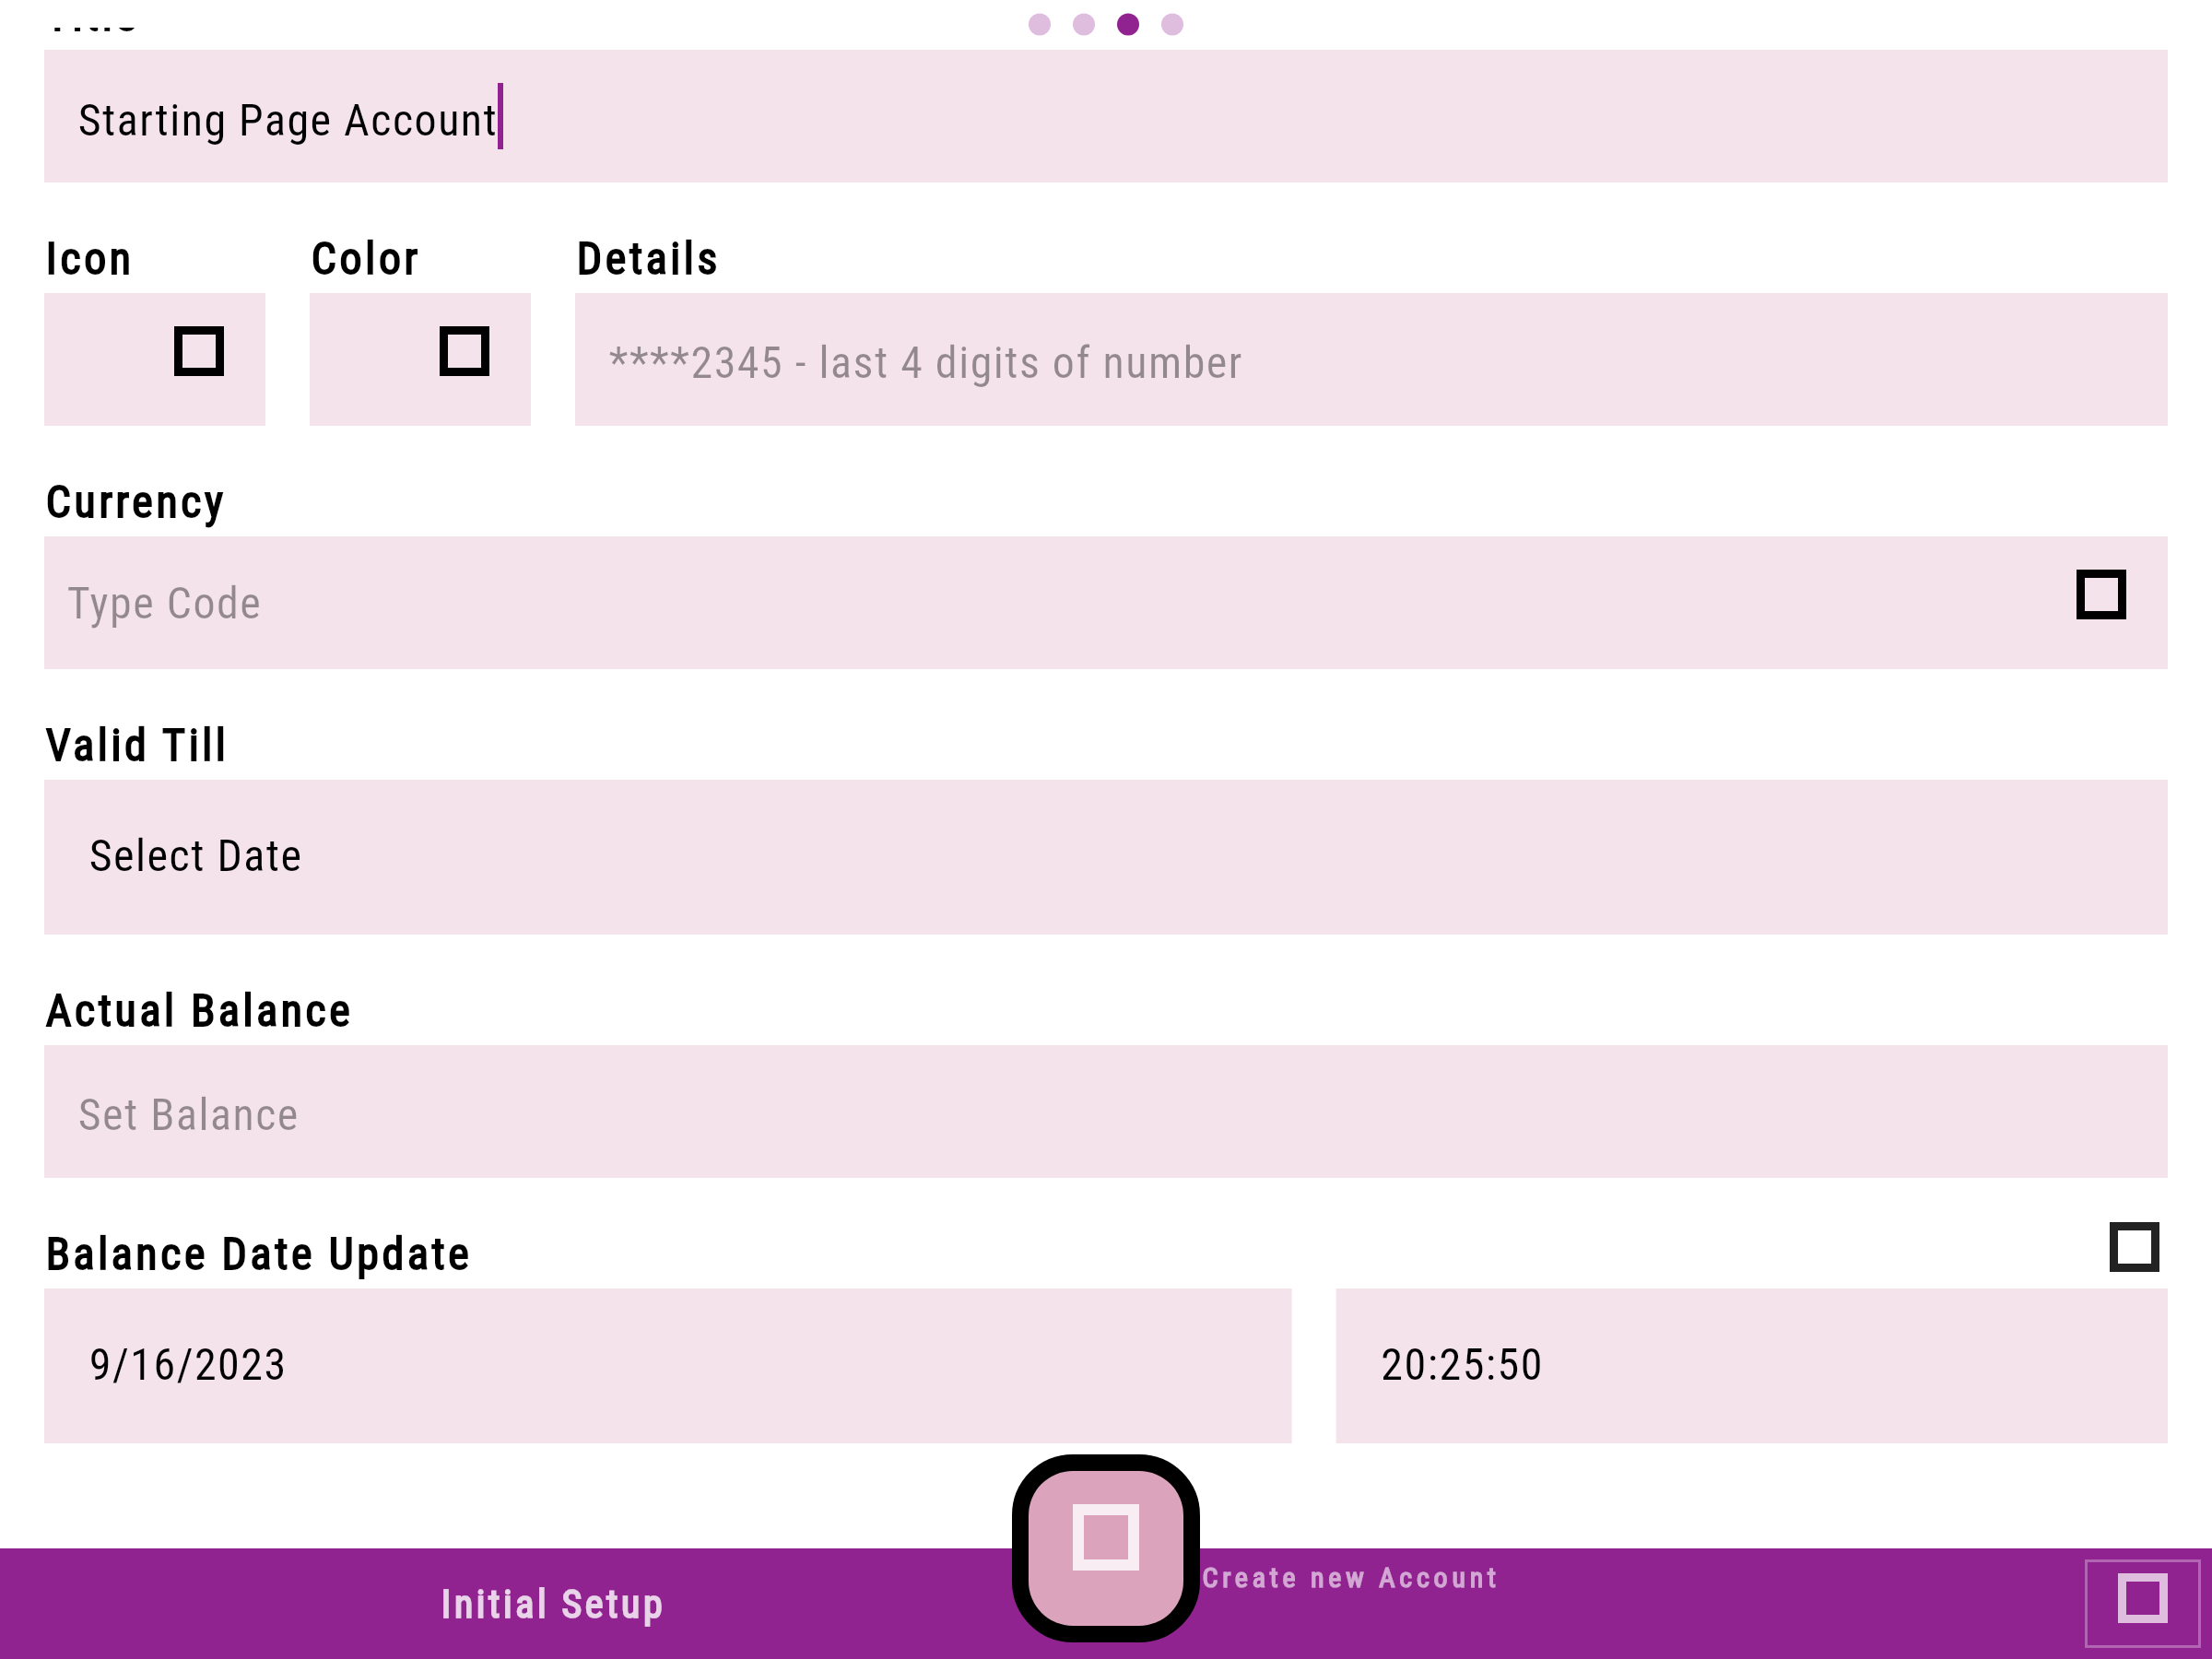 Starting Page Account
Icon Color Details
****2345 - last 4 digits of number
Currency
Type Code
Valid Till
Select Date
Actual Balance
Set Balance
Balance Date Update
9/16/2023 20:25:50
Initial Setup
Create new Account